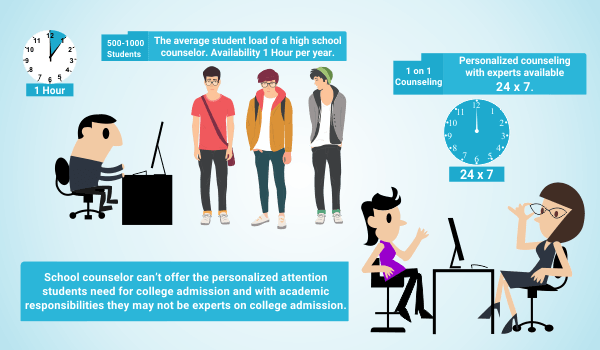 500-1000
Students
The average student load of a high school
counselor. Availability 1 Hour per year.
11 12 1
10 2
9 3
8 4
7 6 5
1 Hour
1 on 1
Counseling
Personalized counseling
with experts available
24 x 7.
11 12 1
10 2
9 3
8 4
7 6 5
24 x 7
School counselor can't offer the personalized attention
students need for college admission and with academic
responsibilities they may not be experts on college admission.